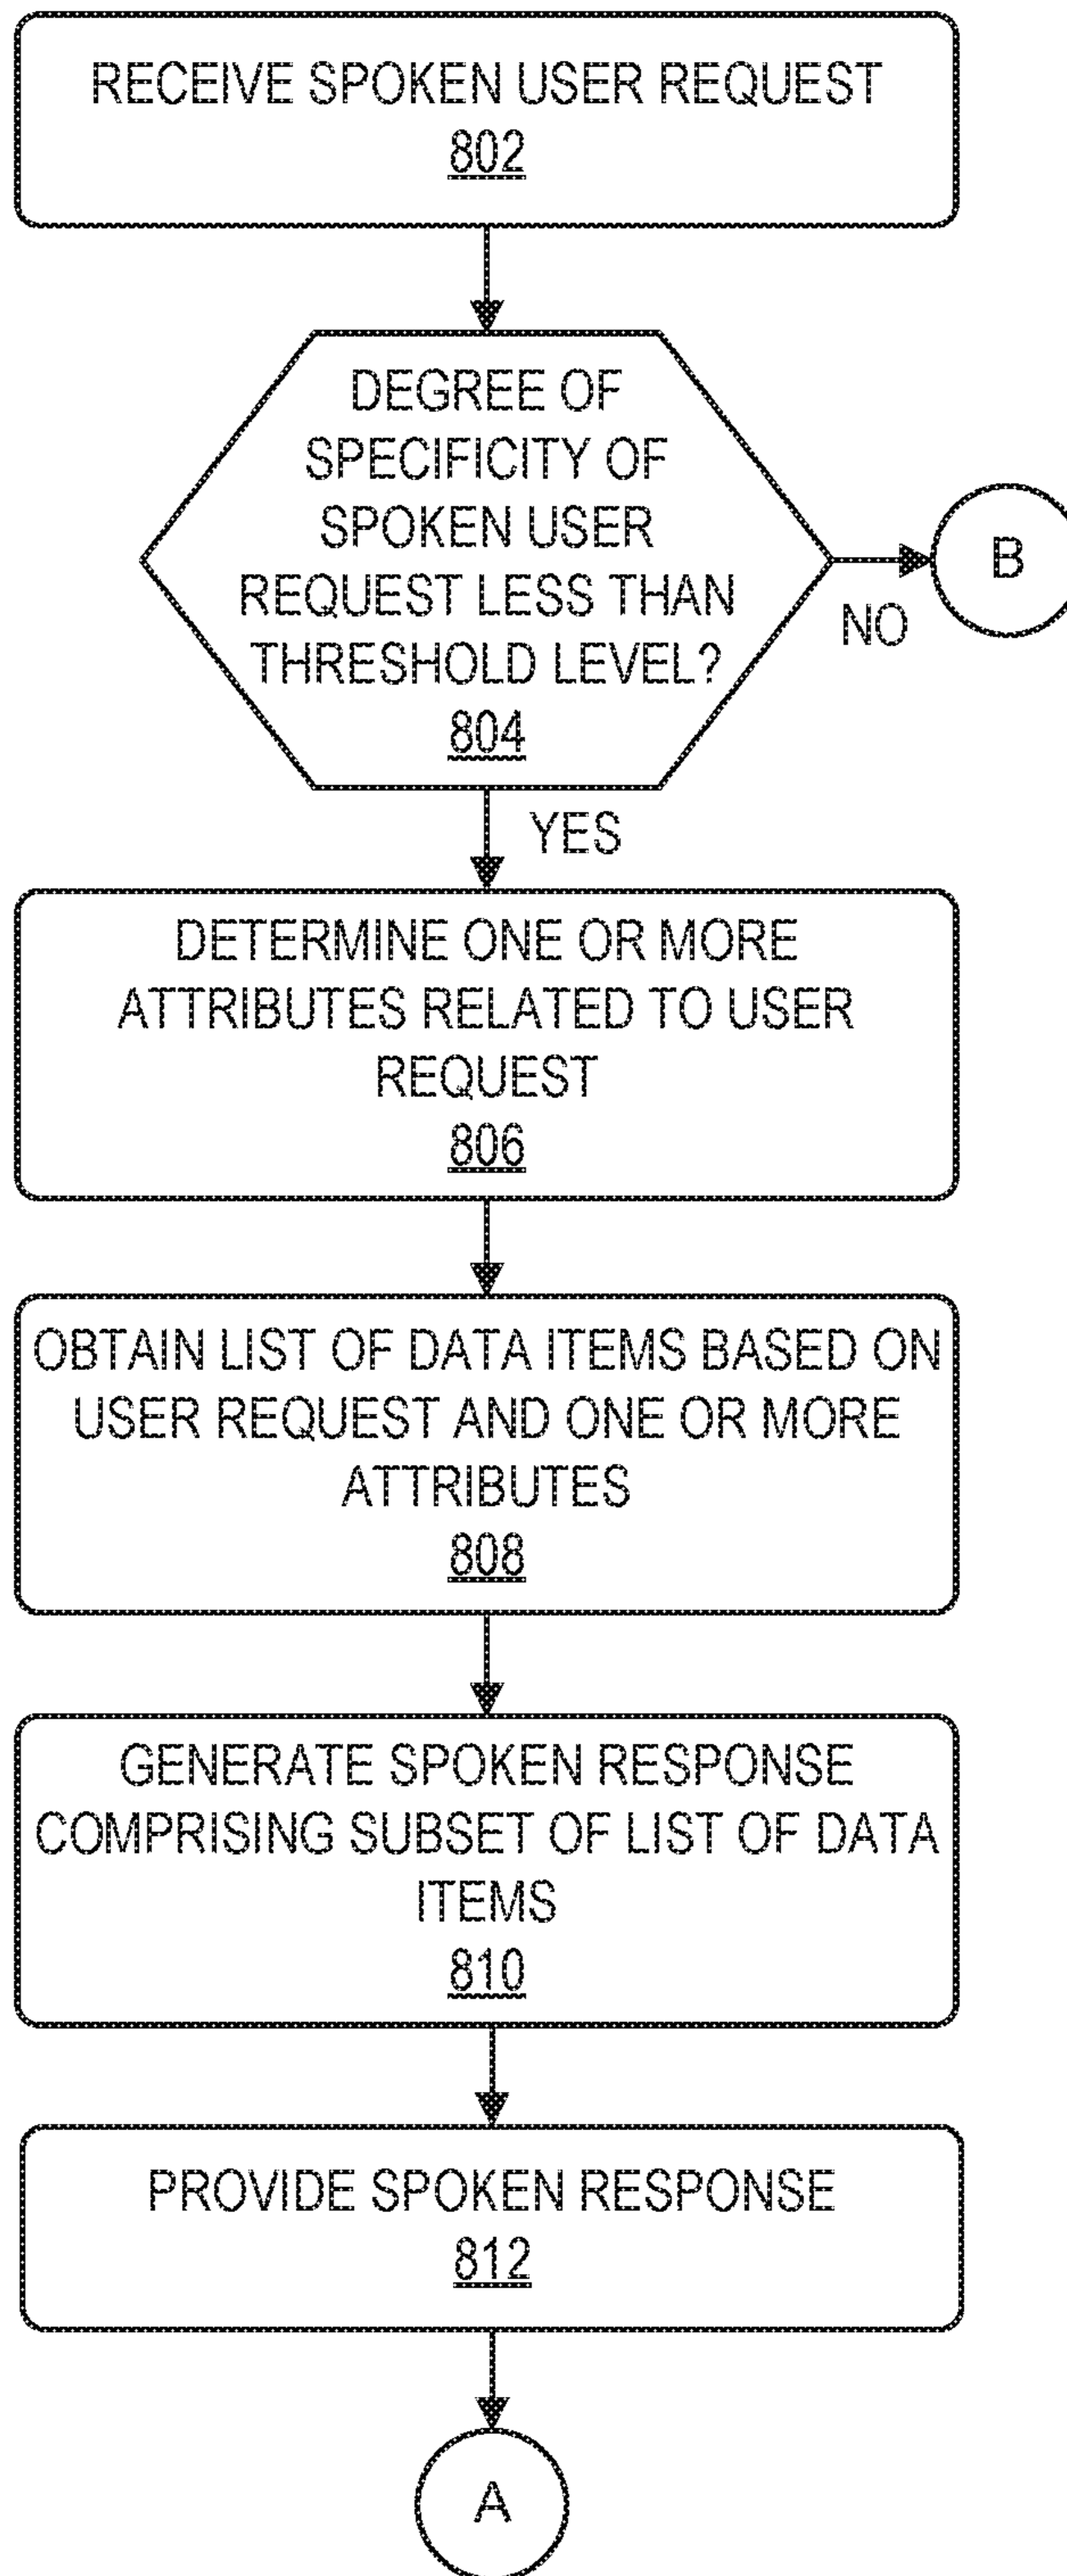 RECEIVE SPOKEN USER REQUEST
802
DEGREE OF
SPECIFICITY OF
SPOKEN USER
REQUEST LESS THAN
THRESHOLD LEVEL?
804
NO
B
YES
DETERMINE ONE OR MORE
ATTRIBUTES RELATED TO USER
REQUEST
806
OBTAIN LIST OF DATA ITEMS BASED ON
USER REQUEST AND ONE OR MORE
ATTRIBUTES
808
GENERATE SPOKEN RESPONSE
COMPRISING SUBSET OF LIST OF DATA
ITEMS
810
PROVIDE SPOKEN RESPONSE
812
A